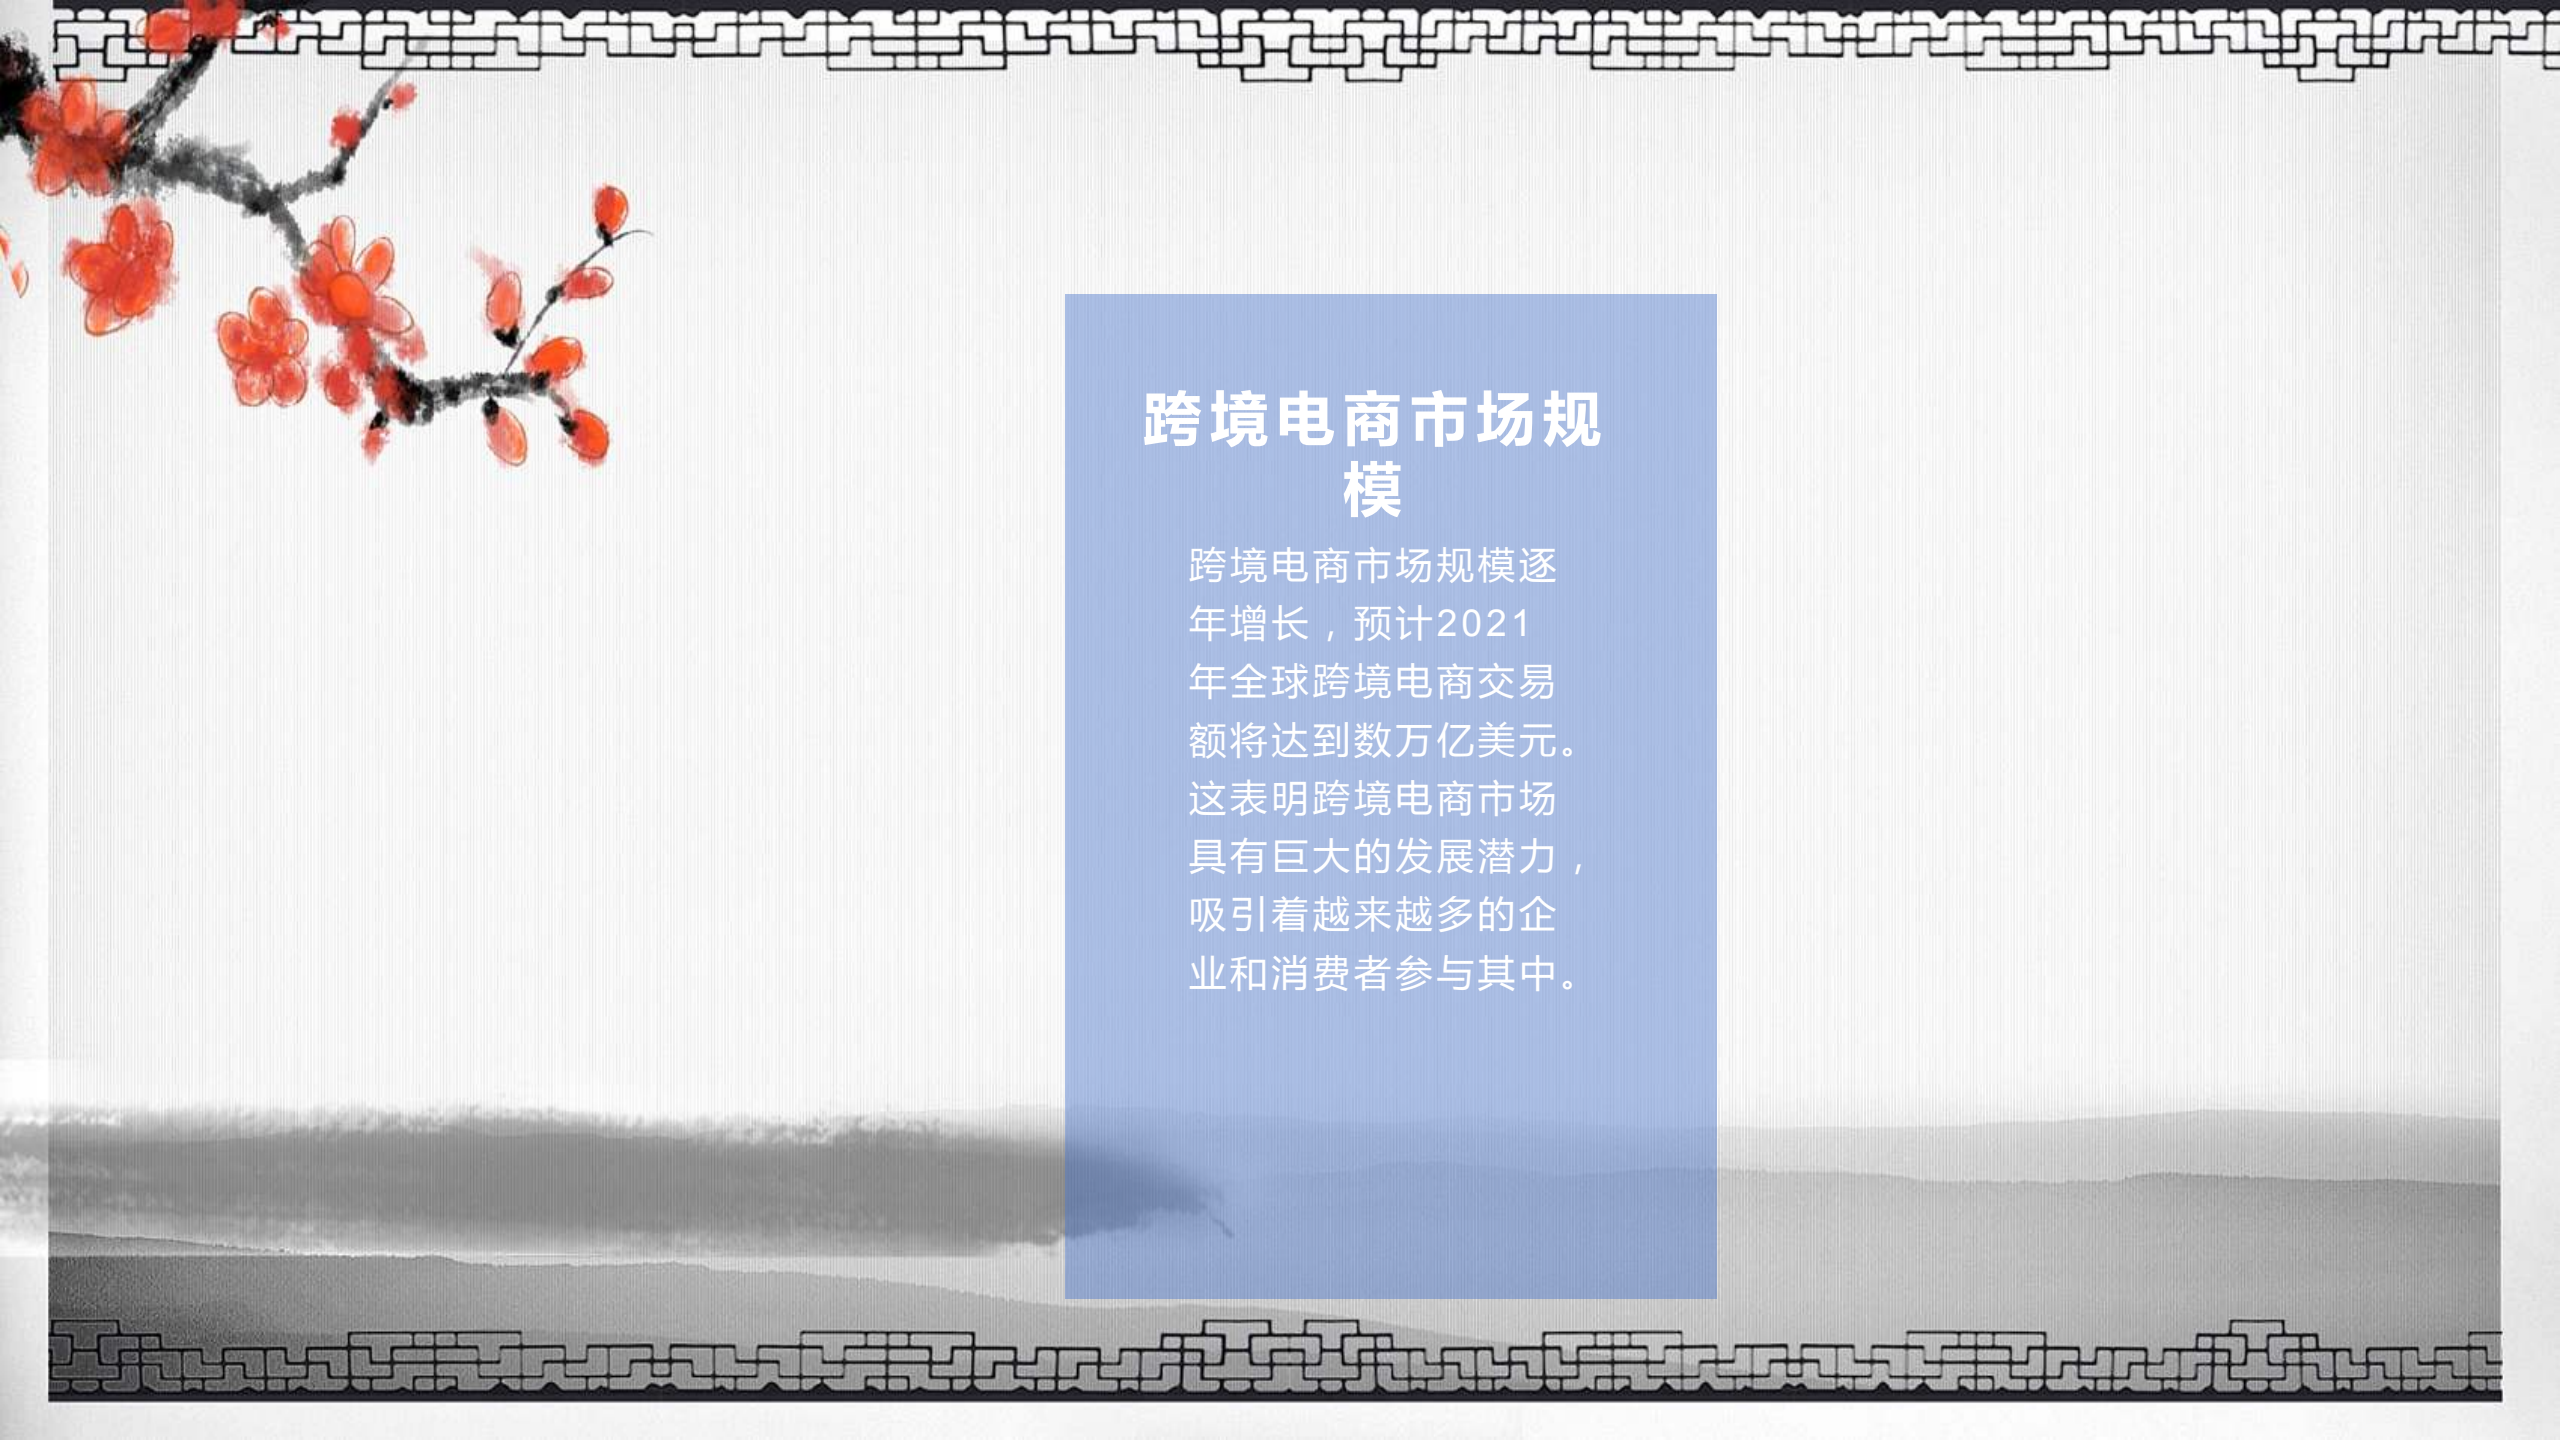 跨境电商市场规
模
跨境电商市场规模逐
年增长，预计2021
年全球跨境电商交易
额将达到数万亿美元。
这表明跨境电商市场
具有巨大的发展潜力，
吸引着越来越多的企
业和消费者参与其中。